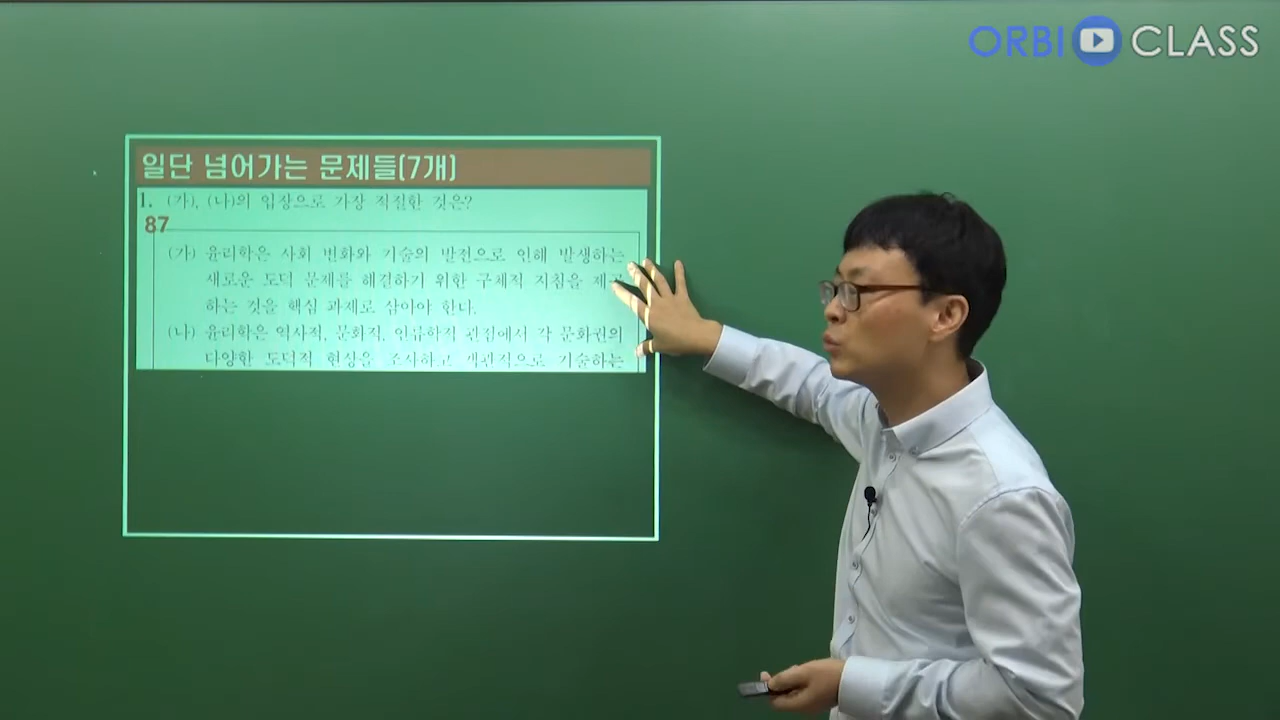 ORBI CLASS
일단 넘어가는 문제들(7개)
1. (가), (나)의 입장으로 가장 적절한 것은?
87
(가) 윤리학은 사회 변화와 기술의 발전으로 인해 발생하는
새로운 도덕 문제를 해결하기 위한 구체적 지침을 제공
하는 것을 핵심 과제로 삼아야 한다.
(나) 윤리학은 역사적, 문화적, 인류학적 관점에서 각 문화권의
다양한 도덕적 현상을 조사하고 객관적으로 기술하는